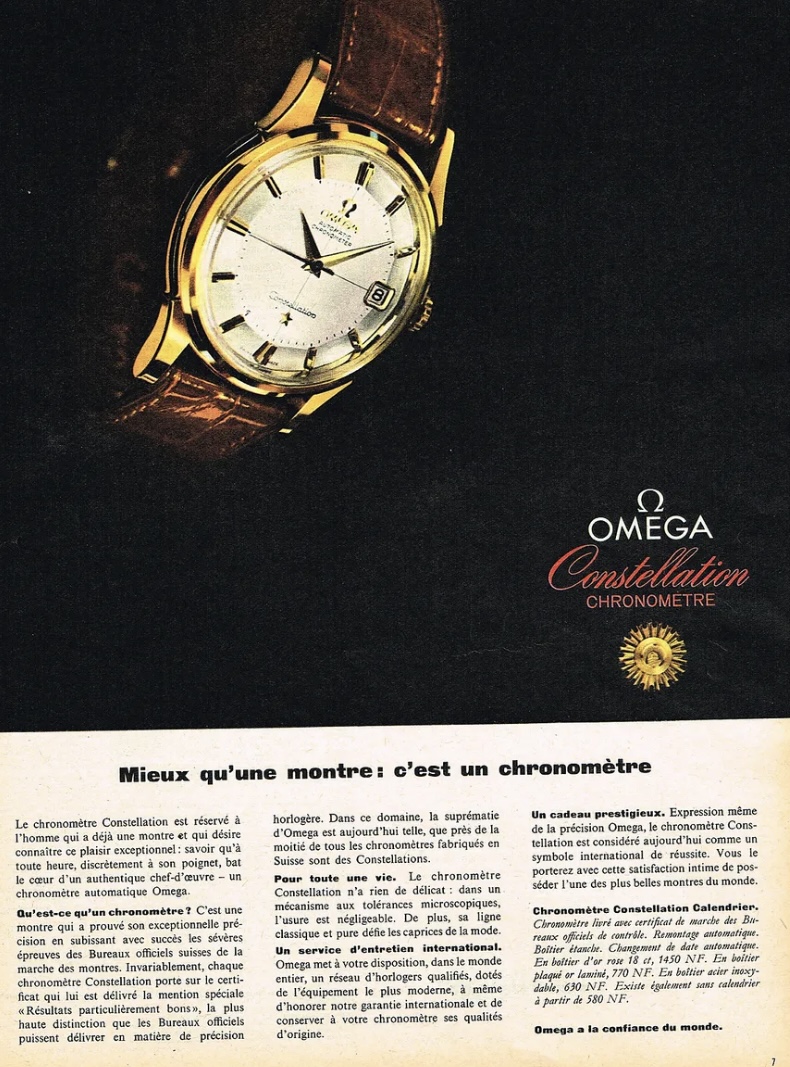 Ω
OMEGA
AUTOMATIC
CHRONOMETER
8
Constellation
Ω
OMEGA
Constellation
CHRONOMÈTRE
Mieux qu'une montre : c'est un chronomètre
Le chronomètre Constellation est réservé à
l'homme qui a déjà une montre et qui désire
connaître ce plaisir exceptionnel : savoir qu'à
toute heure, discrètement à son poignet, bat
le cœur d'un authentique chef-d'œuvre – un
chronomètre automatique Omega.
Qu'est-ce qu'un chronomètre ? C'est une
montre qui a prouvé son exceptionnelle pré-
cision en subissant avec succès les sévères
épreuves des Bureaux officiels suisses de la
marche des montres. Invariablement, chaque
chronomètre Constellation porte sur le certi-
ficat qui lui est délivré la mention spéciale
«Résultats particulièrement bons», la plus
haute distinction que les Bureaux officiels
puissent délivrer en matière de précision
horlogère. Dans ce domaine, la suprématie
d'Omega est aujourd'hui telle, que près de la
moitié de tous les chronomètres fabriqués en
Suisse sont des Constellations.
Pour toute une vie. Le chronomètre
Constellation n'a rien de délicat : dans un
mécanisme aux tolérances microscopiques,
l'usure est négligeable. De plus, sa ligne
classique et pure défie les caprices de la mode.
Un service d'entretien international.
Omega met à votre disposition, dans le monde
entier, un réseau d'horlogers qualifiés, dotés
de l'équipement le plus moderne, à même
d'honorer notre garantie internationale et de
conserver à votre chronomètre ses qualités
d'origine.
Un cadeau prestigieux. Expression même
de la précision Omega, le chronomètre Cons-
tellation est considéré aujourd'hui comme un
symbole international de réussite. Vous le
porterez avec cette satisfaction intime de pos-
séder l'une des plus belles montres du monde.
Chronomètre Constellation Calendrier.
Chronomètre livré avec certificat de marche des Bu-
reaux officiels de contrôle. Remontage automatique.
Boîtier étanche. Changement de date automatique.
En boîtier d'or rose 18 ct, 1450 NF. En boîtier
plaqué or laminé, 770 NF. En boîtier acier inoxy-
dable, 630 NF. Existe également sans calendrier
à partir de 580 NF.
Omega a la confiance du monde.
7